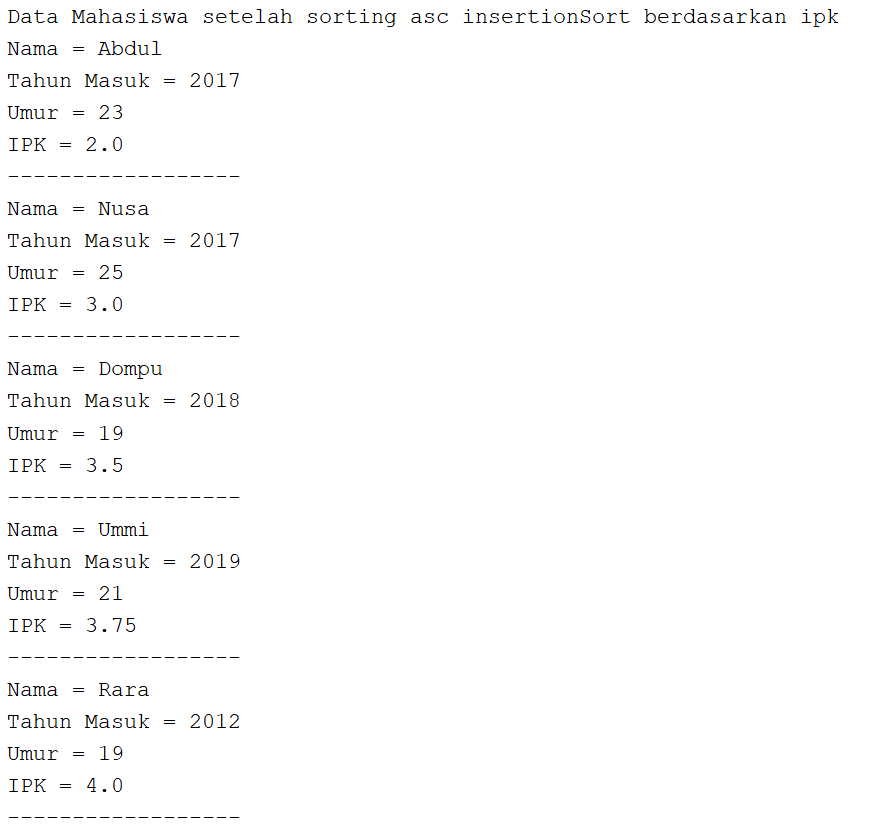 Data Mahasiswa setelah sorting asc insertionSort berdasarkan ipk
Nama = Abdul
Tahun Masuk = 2017
Umur = 23
IPK = 2.0
------------------
Nama = Nusa
Tahun Masuk = 2017
Umur = 25
IPK = 3.0
------------------
Nama = Dompu
Tahun Masuk = 2018
Umur = 19
IPK = 3.5
------------------
Nama = Ummi
Tahun Masuk = 2019
Umur = 21
IPK = 3.75
------------------
Nama = Rara
Tahun Masuk = 2012
Umur = 19
IPK = 4.0
------------------